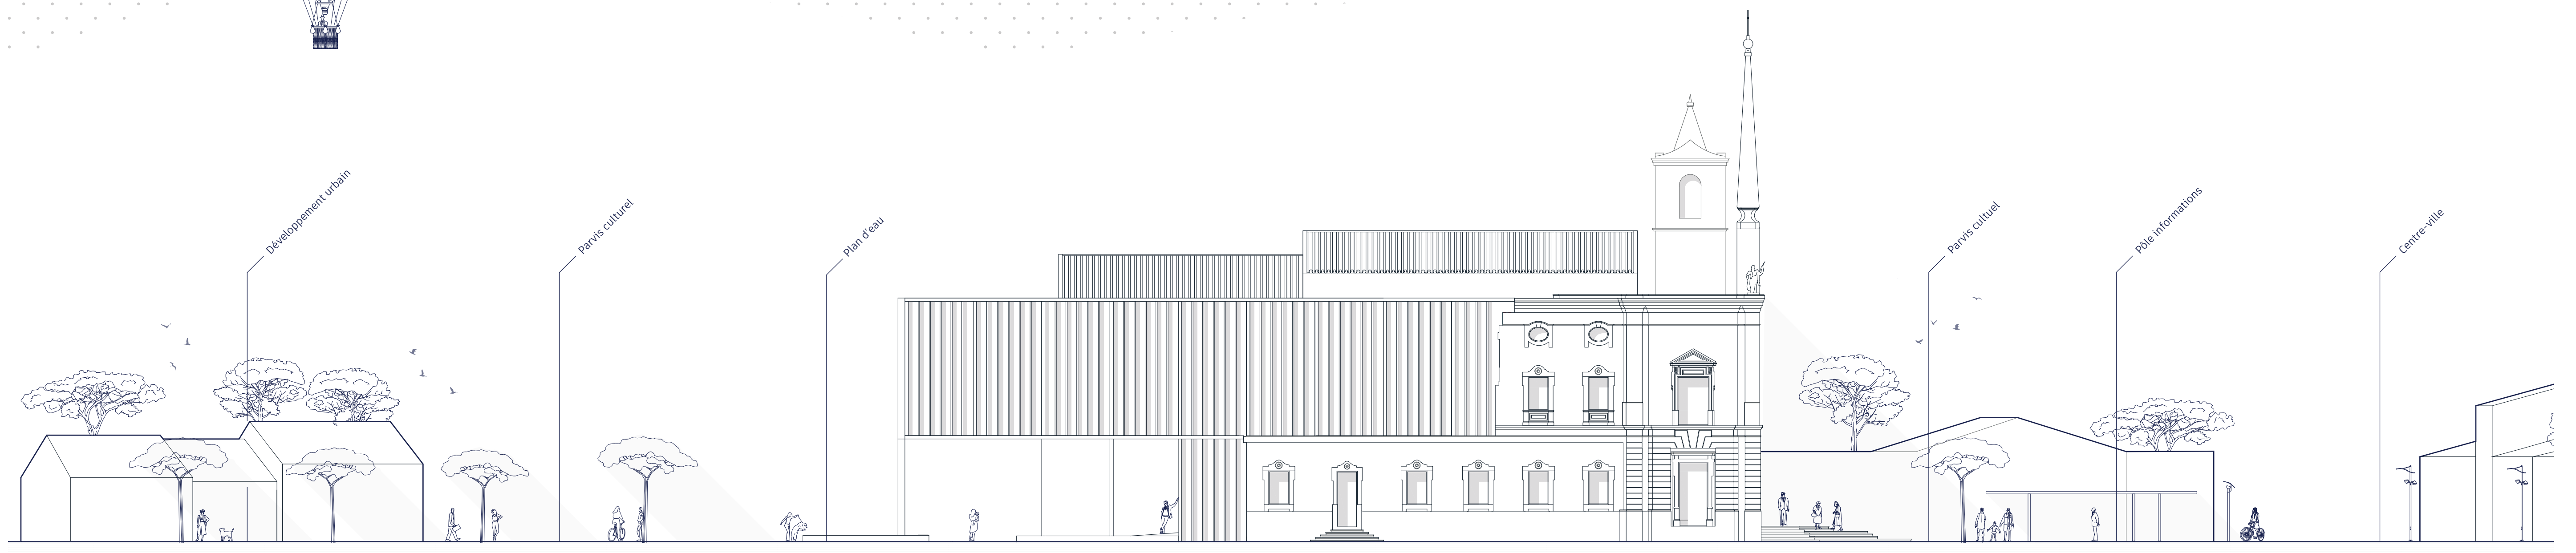 Développement urbain
Parvis culturel
Plan d'eau
Parvis cultuel
Pôle informations
Centre-ville